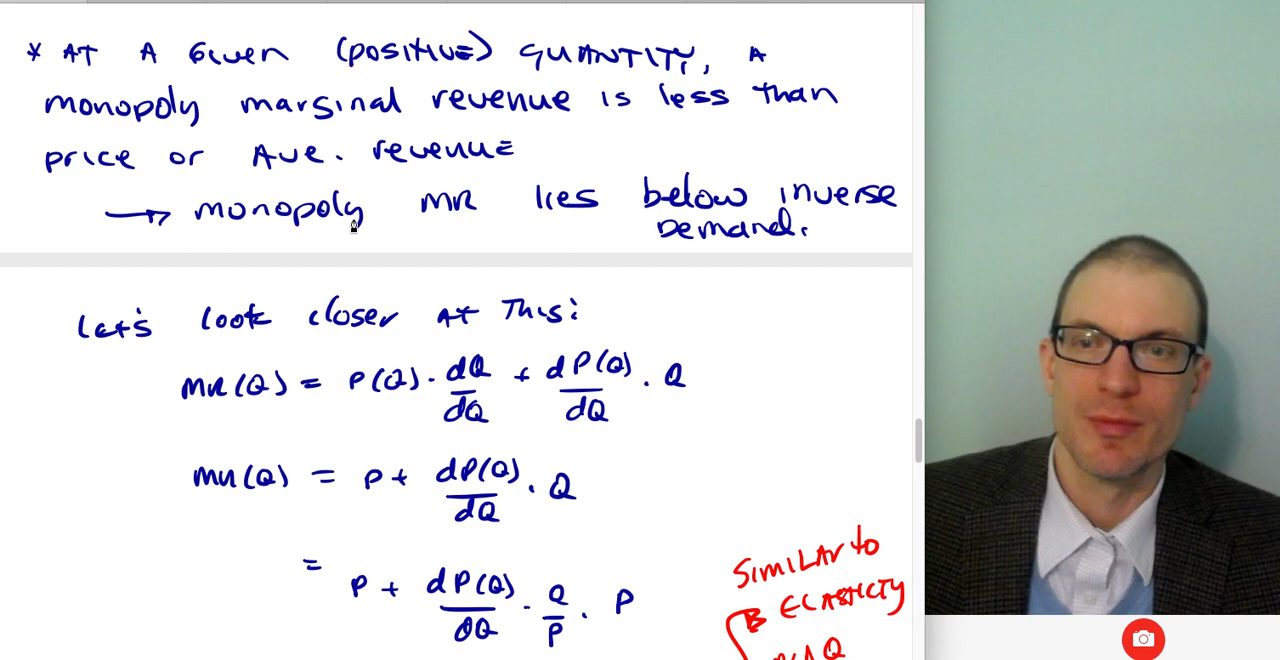 * AT A Given (positive) QUANTITY, A
monopoly marginal revenue is less than
price or Ave. revenue
→ monopoly MR lies below inverse
Demand.
Let's look closer At This:
MR(Q) = P(Q) · dQ/dQ + dP(Q)/dQ · Q
MR(Q) = P + dP(Q)/dQ · Q
= P + dP(Q)/dQ · Q/P · P
SIMILAR to
ELASTICITY